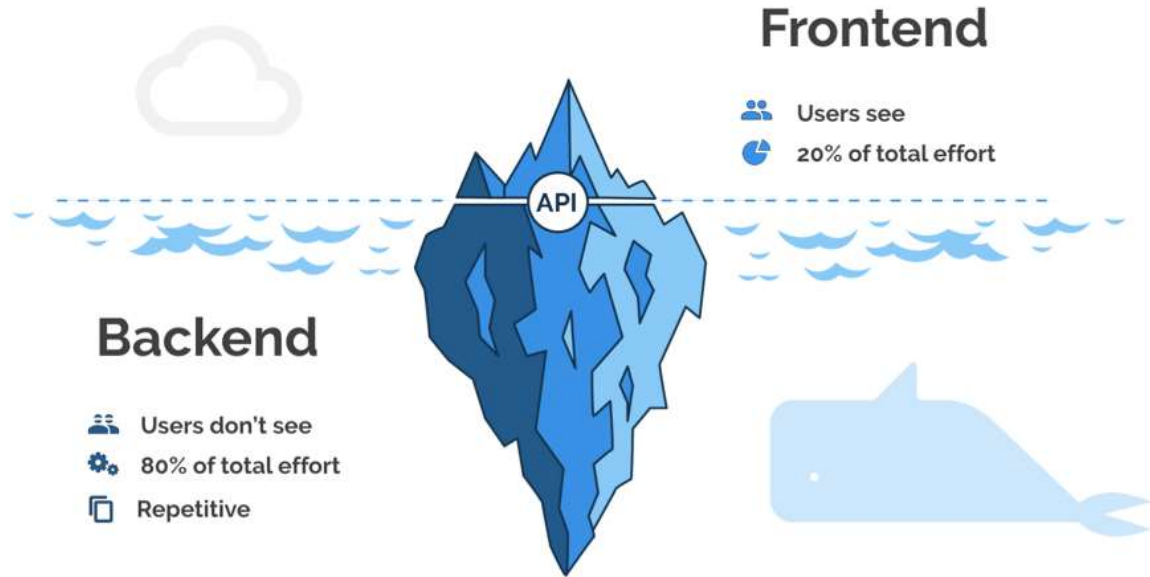 Frontend
Users see
20% of total effort
API
Backend
Users don't see
80% of total effort
Repetitive